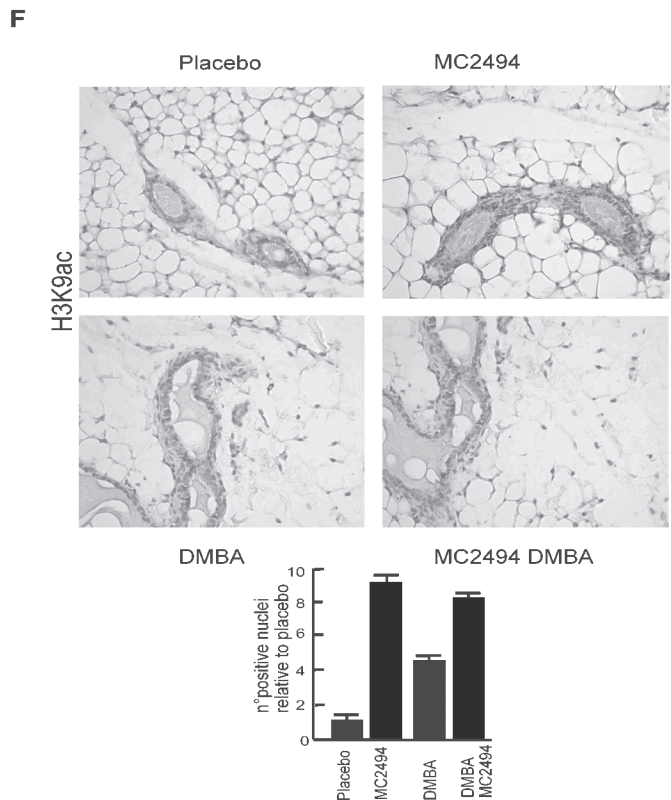 F
Placebo
MC2494
H3K9ac
DMBA
MC2494 DMBA
n°positive nuclei
relative to placebo
10
8
6
4
2
0
Placebo
MC2494
DMBA
DMBA
MC2494